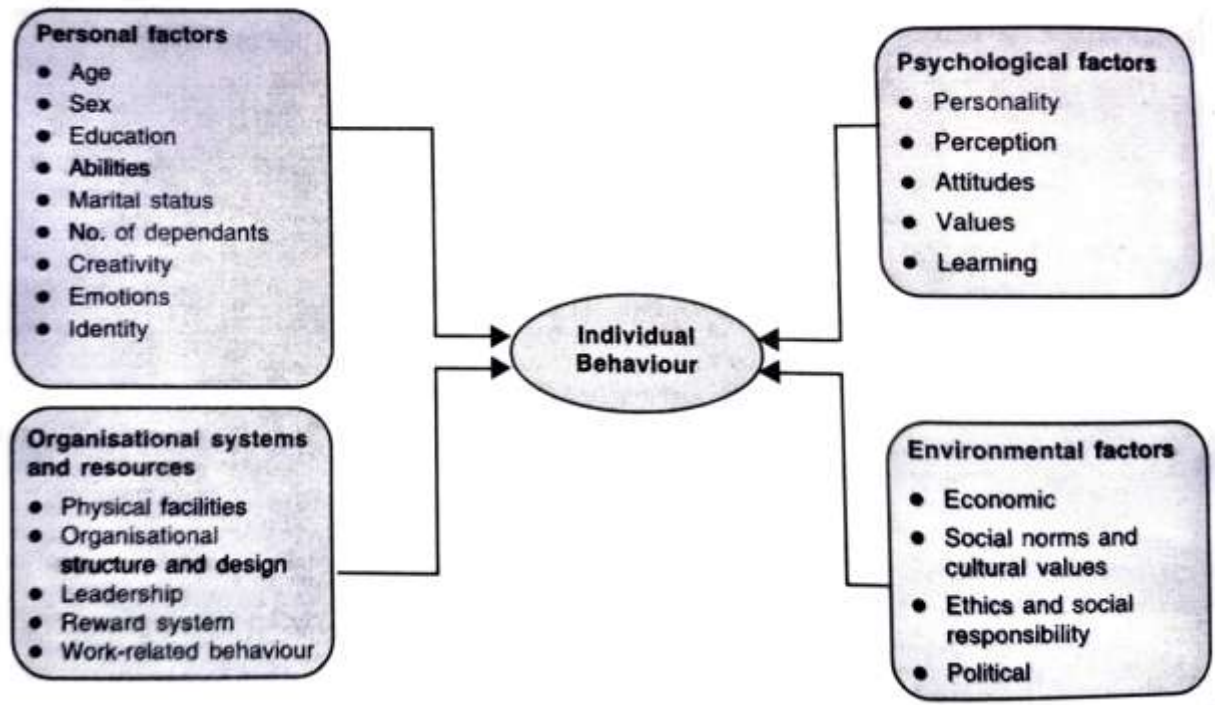 Personal factors
● Age
● Sex
● Education
● Abilities
● Marital status
● No. of dependants
● Creativity
● Emotions
● Identity
Organisational systems
and resources
● Physical facilities
● Organisational
structure and design
● Leadership
● Reward system
● Work-related behaviour
Individual
Behaviour
Psychological factors
● Personality
● Perception
● Attitudes
● Values
● Learning
Environmental factors
● Economic
● Social norms and
cultural values
● Ethics and social
responsibility
● Political